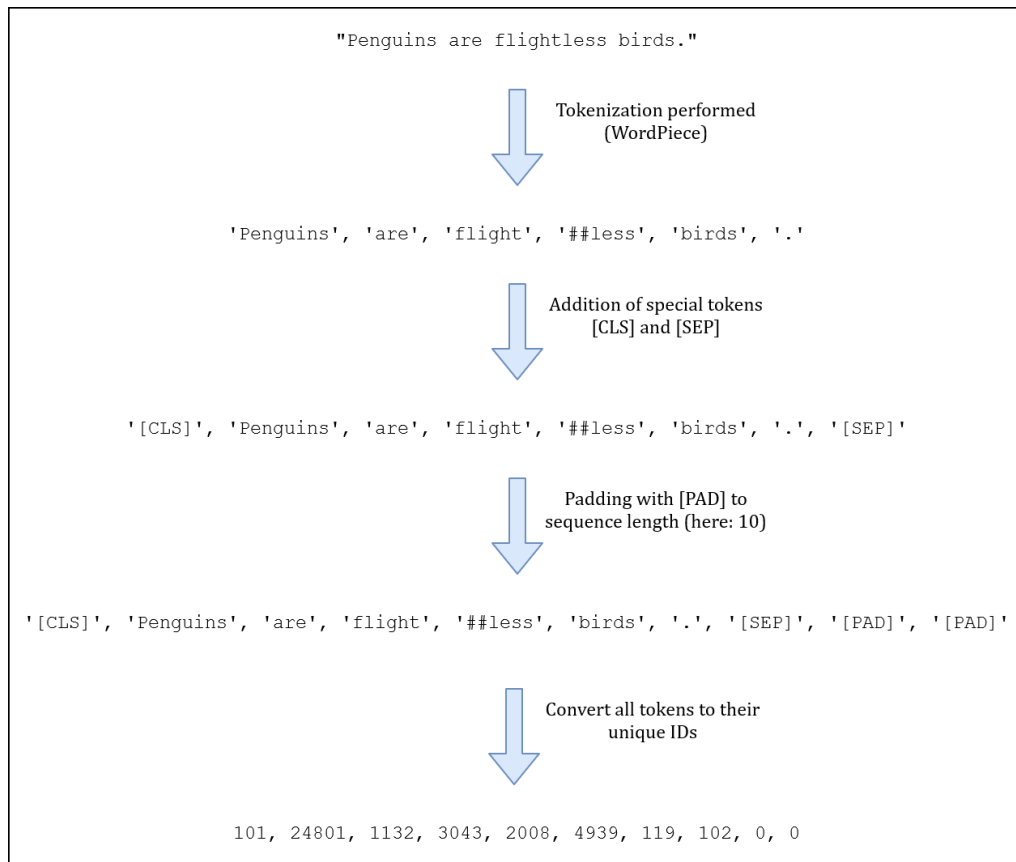 "Penguins are flightless birds."
Tokenization performed
(WordPiece)
'Penguins', 'are', 'flight', '##less', 'birds', '.'
Addition of special tokens
[CLS] and [SEP]
'[CLS]', 'Penguins', 'are', 'flight', '##less', 'birds', '.', '[SEP]'
Padding with [PAD] to
sequence length (here: 10)
'[CLS]', 'Penguins', 'are', 'flight', '##less', 'birds', '.', '[SEP]', '[PAD]', '[PAD]'
Convert all tokens to their
unique IDs
101, 24801, 1132, 3043, 2008, 4939, 119, 102, 0, 0